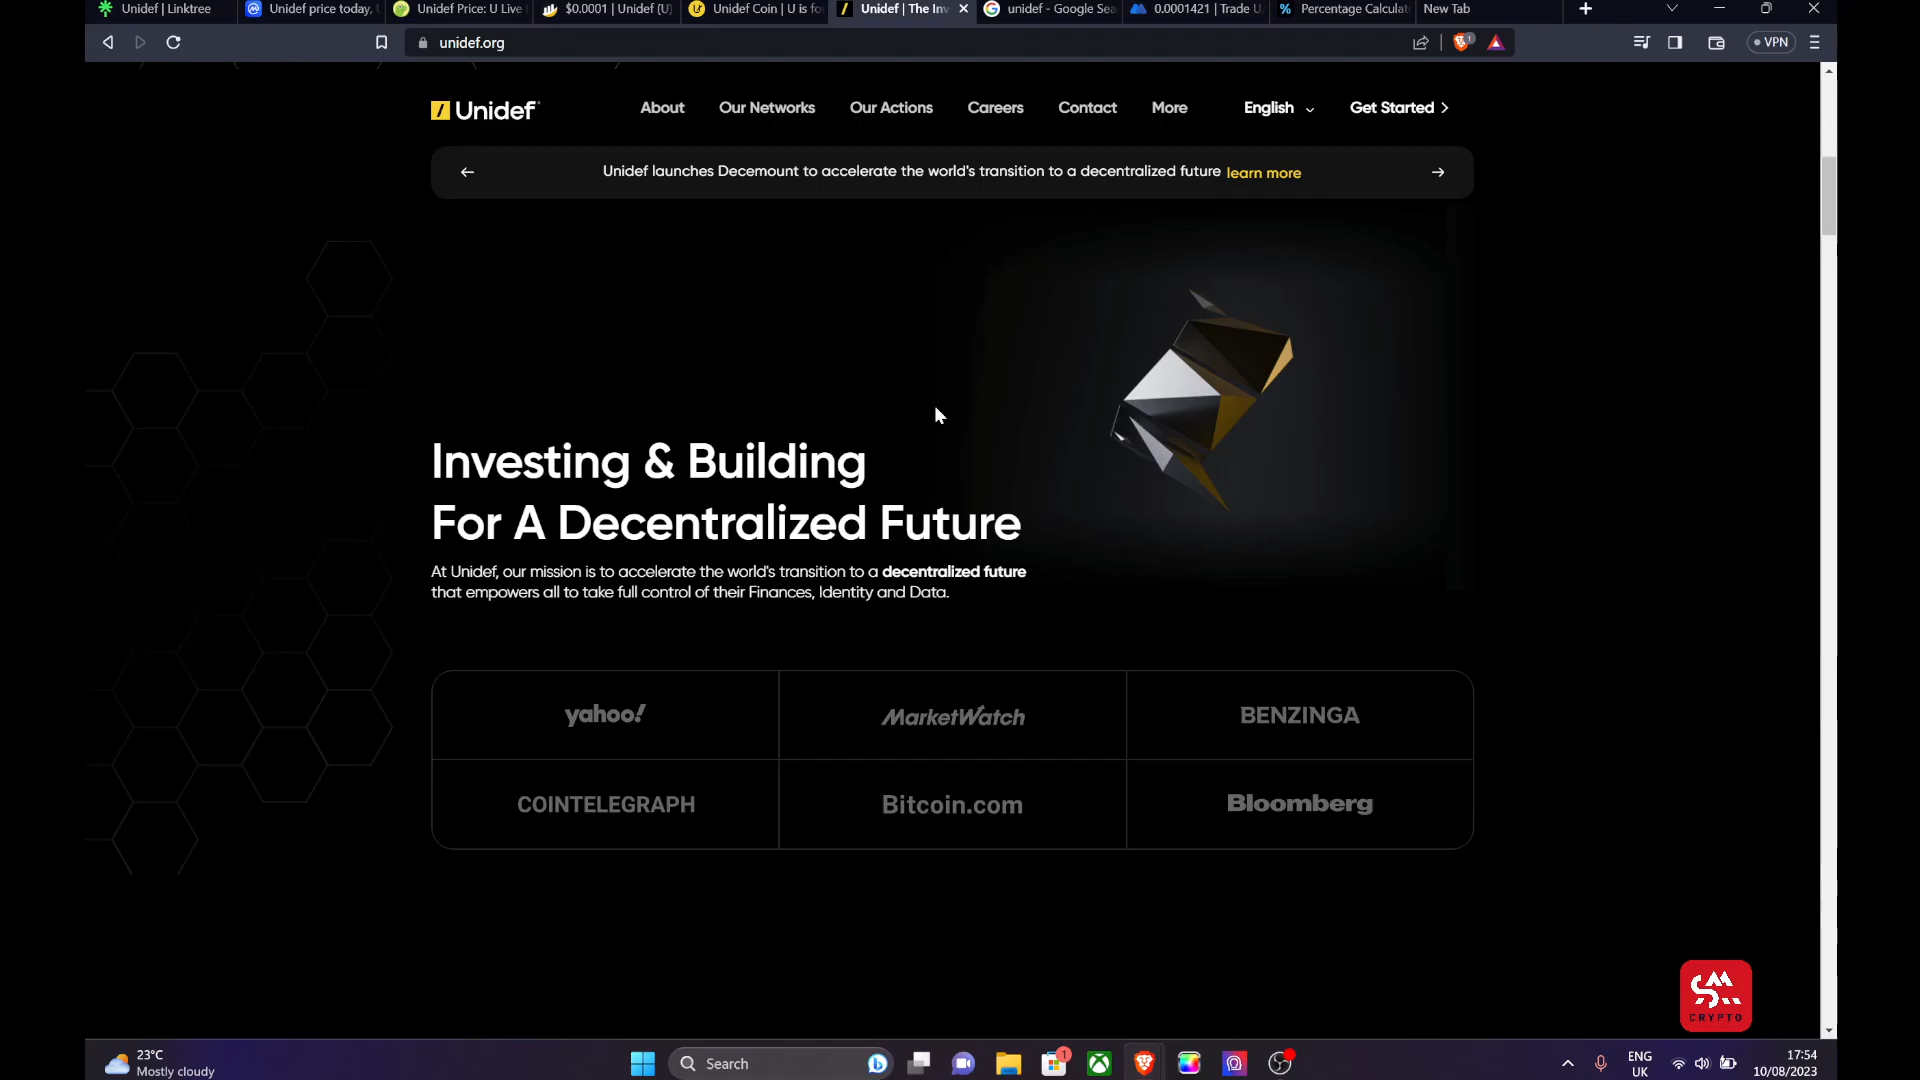 Unidef | Linktree
Unidef price today,
Unidef Price: U Live
$0.0001 | Unidef (U)
Unidef Coin | U is fo
Unidef | The Inv
unidef - Google Sea
0.0001421 | Trade U
Percentage Calculat
New Tab
unidef.org
1
VPN
Unidef
About
Our Networks
Our Actions
Careers
Contact
More
English
Get Started
Unidef launches Decemount to accelerate the world's transition to a decentralized future learn more
Investing & Building
For A Decentralized Future
At Unidef, our mission is to accelerate the world's transition to a decentralized future
that empowers all to take full control of their Finances, Identity and Data.
yahoo!
MarketWatch
BENZINGA
COINTELEGRAPH
Bitcoin.com
Bloomberg
SM
CRYPTO
23°C
Mostly cloudy
Search
1
ENG
UK
17:54
10/08/2023